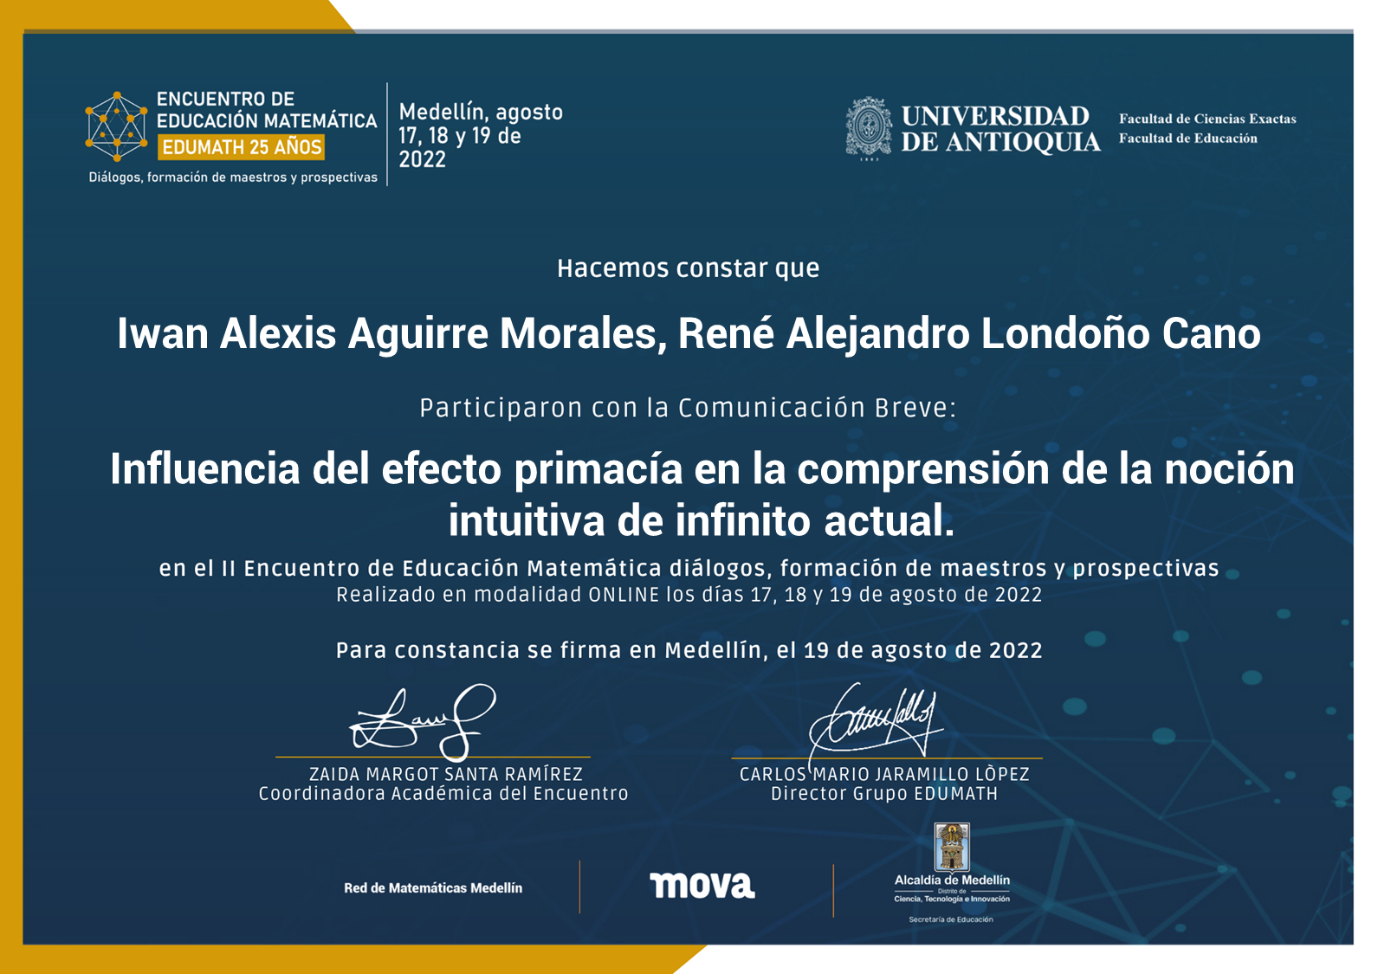 ENCUENTRO DE
EDUCACIÓN MATEMÁTICA
EDUMATH 25 AÑOS
Diálogos, formación de maestros y prospectivas
Medellín, agosto
17, 18 y 19 de
2022
UNIVERSIDAD
DE ANTIOQUIA
1803
Facultad de Ciencias Exactas
Facultad de Educación
Hacemos constar que
Iwan Alexis Aguirre Morales, René Alejandro Londoño Cano
Participaron con la Comunicación Breve:
Influencia del efecto primacía en la comprensión de la noción
intuitiva de infinito actual.
en el II Encuentro de Educación Matemática diálogos, formación de maestros y prospectivas
Realizado en modalidad ONLINE los días 17, 18 y 19 de agosto de 2022
Para constancia se firma en Medellín, el 19 de agosto de 2022
ZAIDA MARGOT SANTA RAMÍREZ
Coordinadora Académica del Encuentro
CARLOS MARIO JARAMILLO LÒPEZ
Director Grupo EDUMATH
Red de Matemáticas Medellín
mova
Alcaldía de Medellín
Distrito de
Ciencia, Tecnología e Innovación
Secretaría de Educación